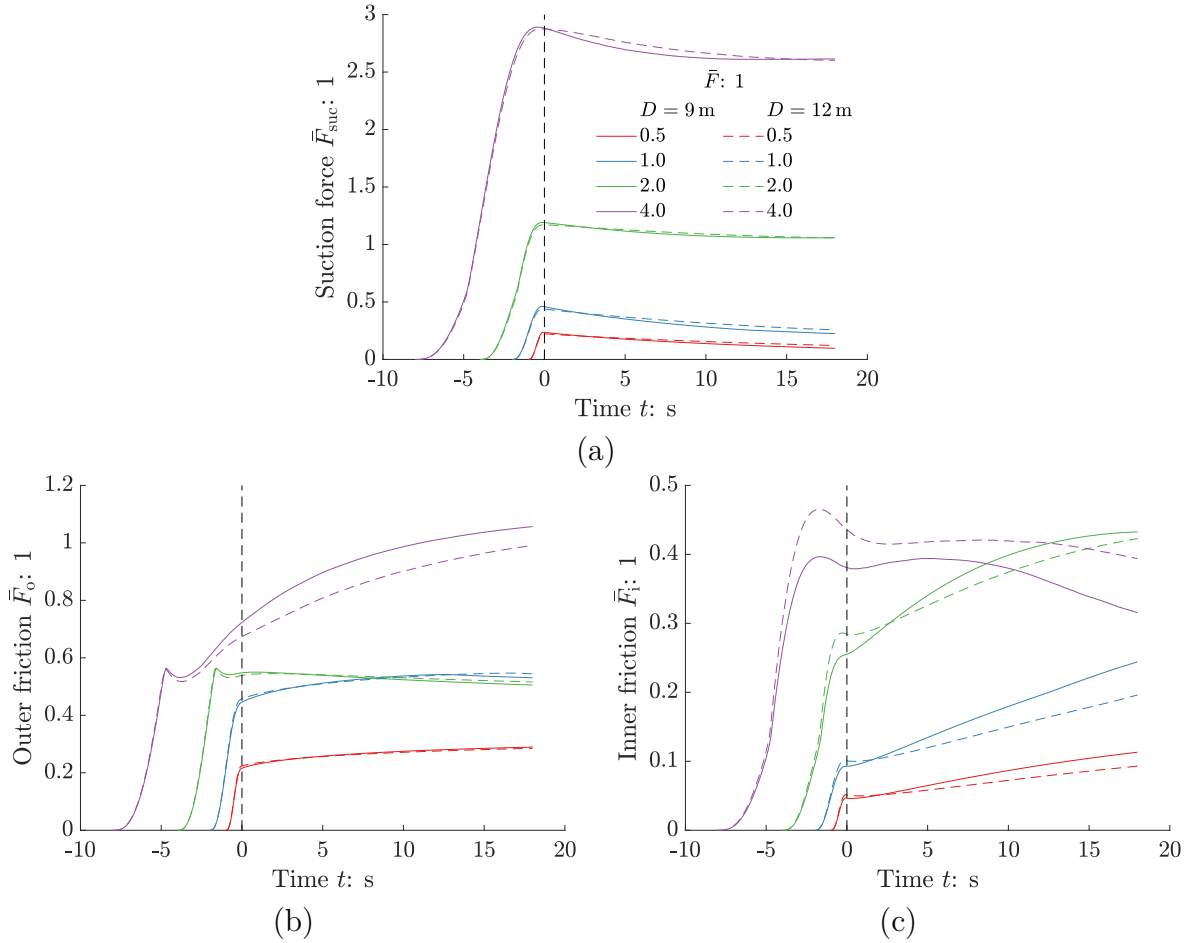 3
2.5
2
1.5
1
0.5
0
Suction force F̄suc: 1
F̄: 1
D = 9 m D = 12 m
0.5 0.5
1.0 1.0
2.0 2.0
4.0 4.0
-10 -5 0 5 10 15 20
Time t: s
(a)
1.2
1
0.8
0.6
0.4
0.2
0
Outer friction F̄o: 1
-10 -5 0 5 10 15 20
Time t: s
(b)
0.5
0.4
0.3
0.2
0.1
0
Inner friction F̄i: 1
-10 -5 0 5 10 15 20
Time t: s
(c)